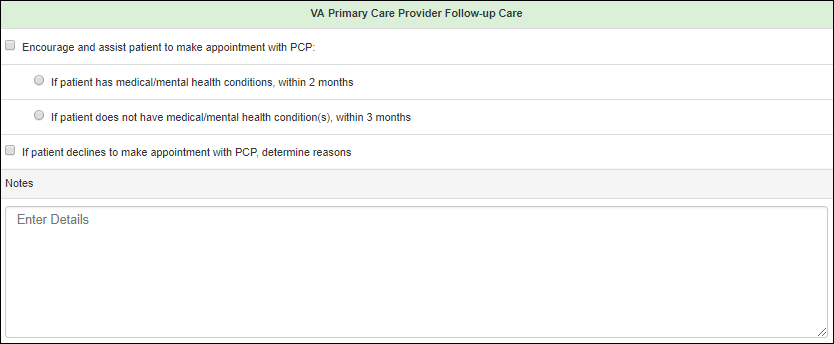 VA Primary Care Provider Follow-up Care
Encourage and assist patient to make appointment with PCP:
If patient has medical/mental health conditions, within 2 months
If patient does not have medical/mental health condition(s), within 3 months
If patient declines to make appointment with PCP, determine reasons
Notes
Enter Details